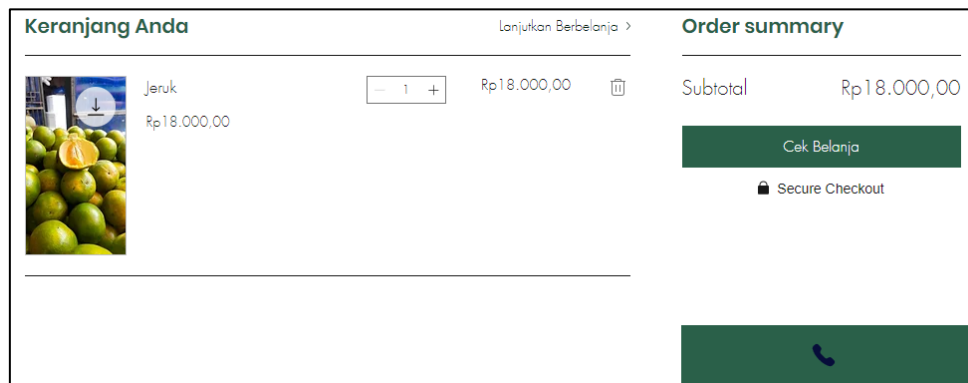 Keranjang Anda
Lanjutkan Berbelanja >
Jeruk
Rp18.000,00
— 1 +
Rp18.000,00
Order summary
Subtotal Rp18.000,00
Cek Belanja
Secure Checkout